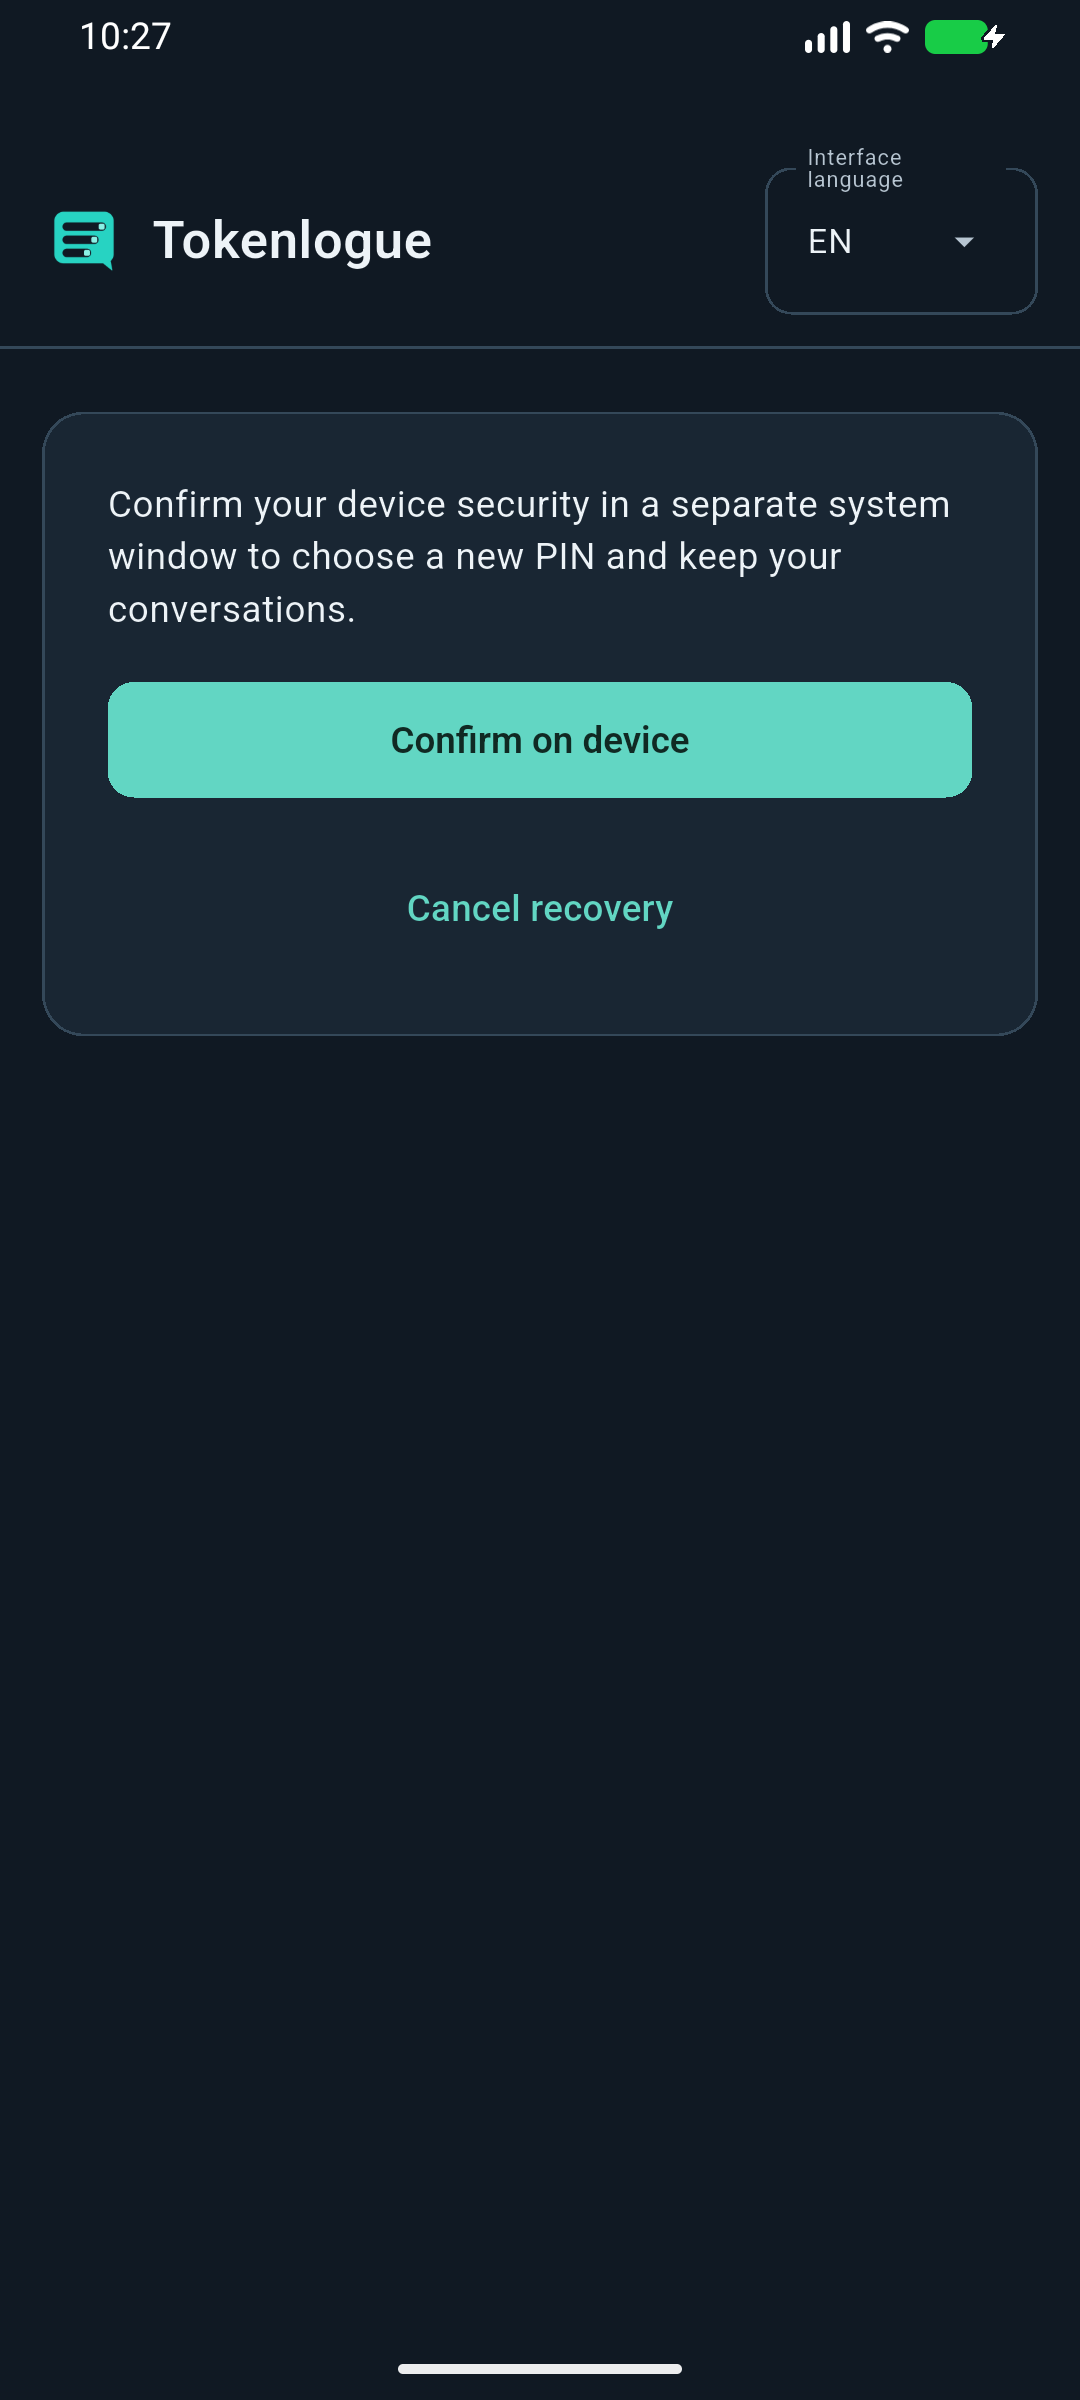 10:27
Interface
language
Tokenlogue
EN
Confirm your device security in a separate system
window to choose a new PIN and keep your
conversations.
Confirm on device
Cancel recovery